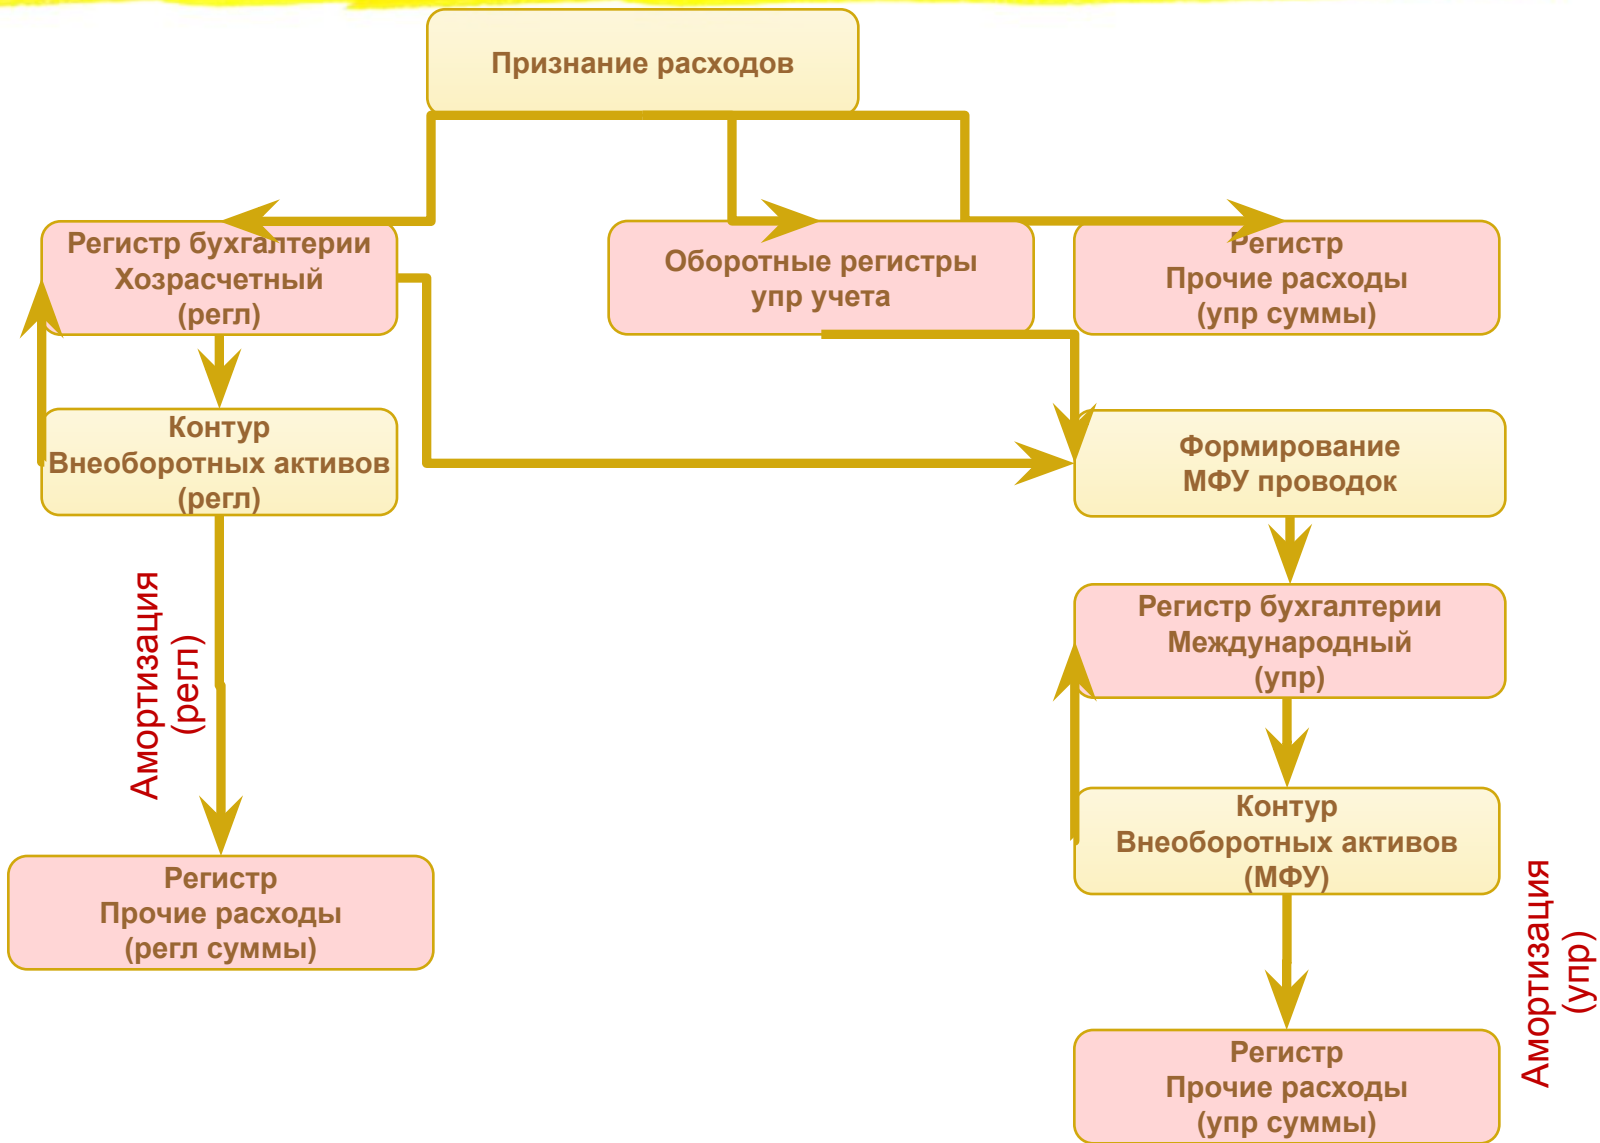 Признание расходов
Регистр бухгалтерии
Хозрасчетный
(регл)
Оборотные регистры
упр учета
Регистр
Прочие расходы
(упр суммы)
Контур
Внеоборотных активов
(регл)
Формирование
МФУ проводок
Амортизация
(регл)
Регистр бухгалтерии
Международный
(упр)
Контур
Внеоборотных активов
(МФУ)
Регистр
Прочие расходы
(регл суммы)
Амортизация
(упр)
Регистр
Прочие расходы
(упр суммы)